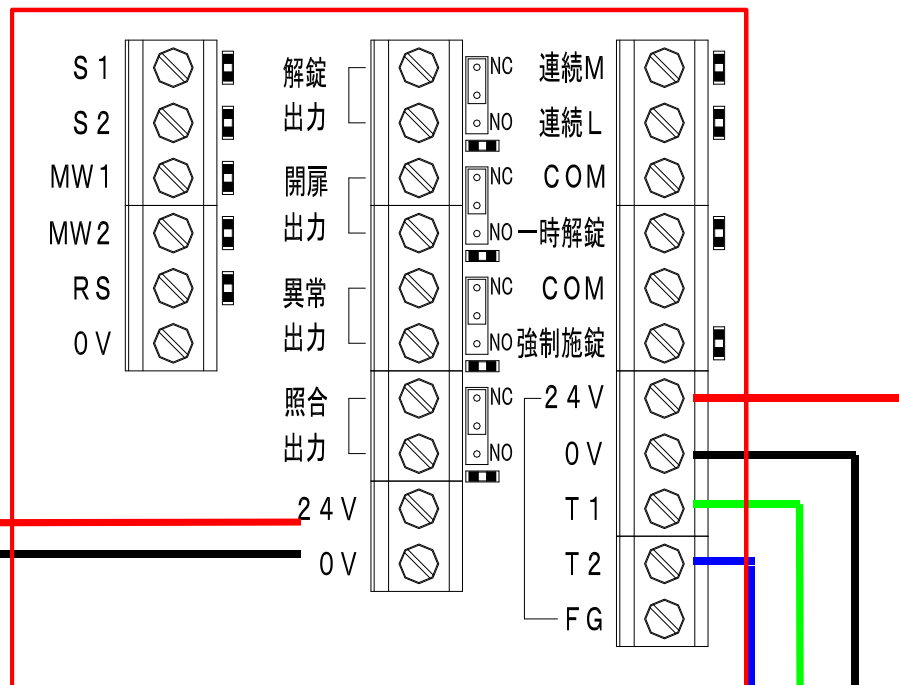 S1
S2
MW1
MW2
RS
0V
解錠
出力
NC
NO
開扉
出力
NC
NO
異常
出力
NC
NO
照合
出力
NC
NO
24V
0V
連続M
連続L
COM
一時解錠
COM
強制施錠
24V
0V
T1
T2
FG